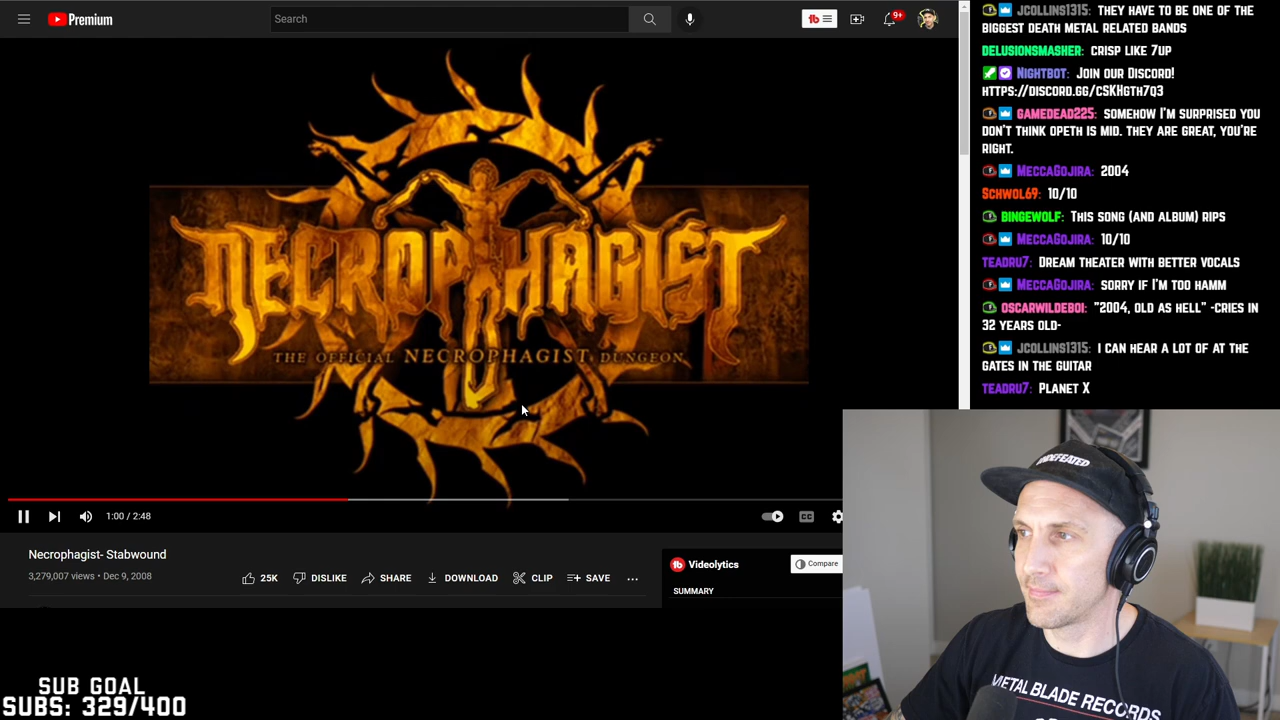 Premium
Search
9+
NECROPHAGIST
THE OFFICIAL NECROPHAGIST DUNGEON
1:00 / 2:48
CC
Necrophagist- Stabwound
3,279,007 views • Dec 9, 2008
25K
DISLIKE
SHARE
DOWNLOAD
CLIP
SAVE
tb Videolytics
Compare
SUMMARY
JCOLLINS1315: THEY HAVE TO BE ONE OF THE
BIGGEST DEATH METAL RELATED BANDS
DELUSIONSMASHER: CRISP LIKE 7UP
NIGHTBOT: JOIN OUR DISCORD!
HTTPS://DISCORD.GG/CSKHGTH7Q3
GAMEDEAD225: SOMEHOW I'M SURPRISED YOU
DON'T THINK OPETH IS MID. THEY ARE GREAT, YOU'RE
RIGHT.
MECCAGOJIRA: 2004
SCHWOL69: 10/10
BINGEWOLF: THIS SONG (AND ALBUM) RIPS
MECCAGOJIRA: 10/10
TEADRU7: DREAM THEATER WITH BETTER VOCALS
MECCAGOJIRA: SORRY IF I'M TOO HAMM
OSCARWILDEBOI: "2004, OLD AS HELL" -CRIES IN
32 YEARS OLD-
JCOLLINS1315: I CAN HEAR A LOT OF AT THE
GATES IN THE GUITAR
TEADRU7: PLANET X
UNDEFEATED
METAL BLADE RECORDS
SUB GOAL
SUBS: 329/400